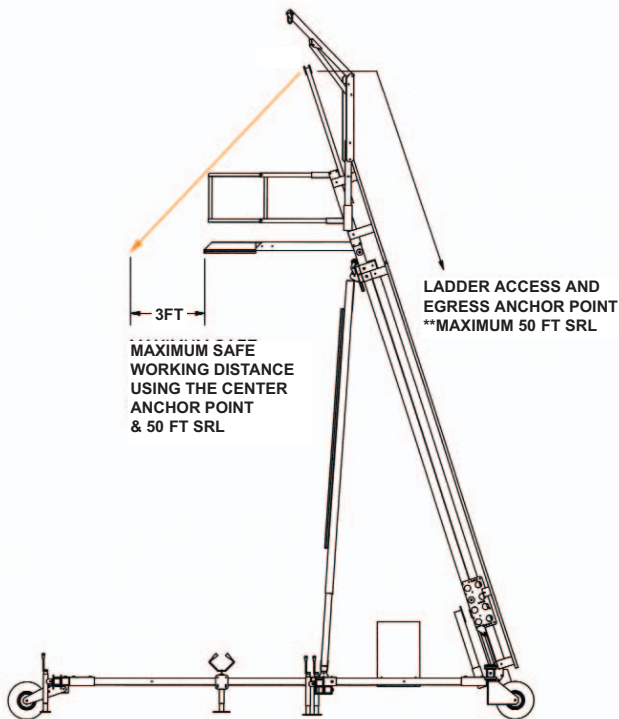 3FT
MAXIMUM SAFE
WORKING DISTANCE
USING THE CENTER
ANCHOR POINT
& 50 FT SRL
LADDER ACCESS AND
EGRESS ANCHOR POINT
**MAXIMUM 50 FT SRL